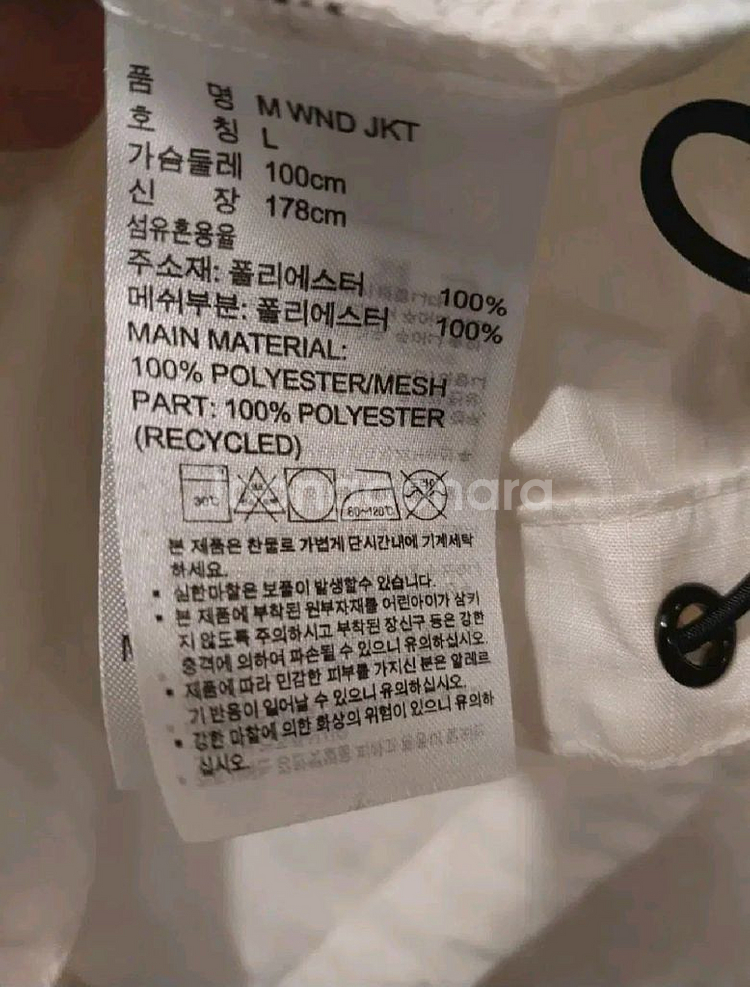 품 명 M WND JKT
호 칭 L
가슴둘레 100cm
신 장 178cm
섬유혼용율
주소재: 폴리에스터 100%
메쉬부분: 폴리에스터 100%
MAIN MATERIAL:
100% POLYESTER/MESH
PART: 100% POLYESTER
(RECYCLED)
30℃ 80~120℃
본 제품은 찬물로 가볍게 단시간내에 기계세탁
하세요.
• 심한마찰은 보풀이 발생할수 있습니다.
• 본 제품에 부착된 원부자재를 어린아이가 삼키
지 않도록 주의하시고 부착된 장신구 등은 강한
충격에 의하여 파손될 수 있으니 유의하십시오.
• 제품에 따라 민감한 피부를 가지신 분은 알레르
기 반응이 일어날 수 있으니 유의하십시오.
• 강한 마찰에 의한 화상의 위험이 있으니 유의하
십시오.